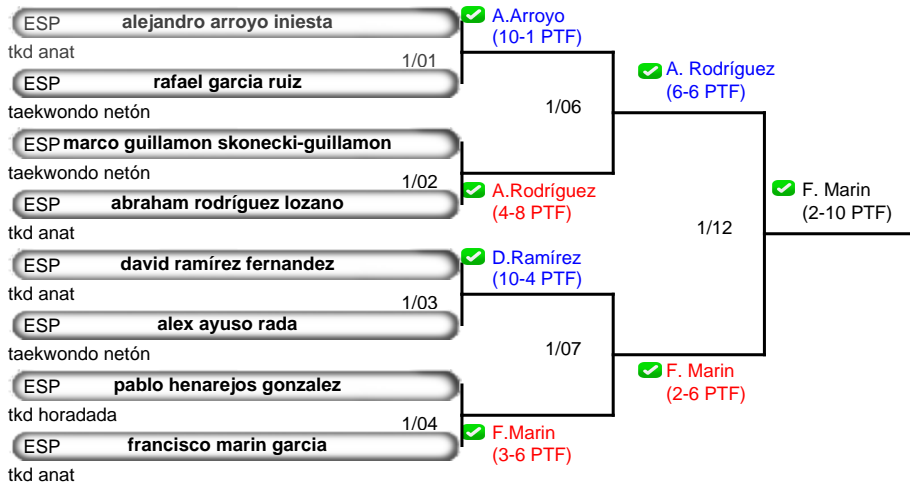 ESP alejandro arroyo iniesta
tkd anat
1/01
ESP rafael garcia ruiz
taekwondo netón
A.Arroyo
(10-1 PTF)
1/06
A. Rodríguez
(6-6 PTF)
ESP marco guillamon skonecki-guillamon
taekwondo netón
1/02
ESP abraham rodríguez lozano
tkd anat
A.Rodríguez
(4-8 PTF)
1/12
F. Marin
(2-10 PTF)
ESP david ramírez fernandez
tkd anat
1/03
ESP alex ayuso rada
taekwondo netón
D.Ramírez
(10-4 PTF)
1/07
F. Marin
(2-6 PTF)
ESP pablo henarejos gonzalez
tkd horadada
1/04
ESP francisco marin garcia
tkd anat
F.Marin
(3-6 PTF)